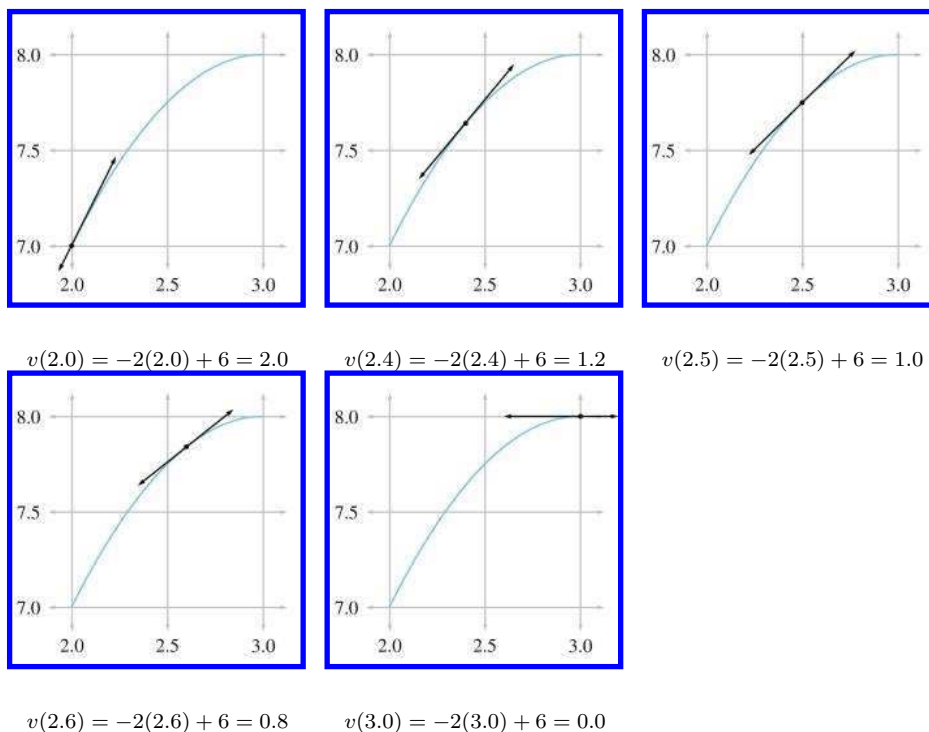 8.0
7.5
7.0
2.0 2.5 3.0
8.0
7.5
7.0
2.0 2.5 3.0
8.0
7.5
7.0
2.0 2.5 3.0
v(2.0) = −2(2.0) + 6 = 2.0
v(2.4) = −2(2.4) + 6 = 1.2
v(2.5) = −2(2.5) + 6 = 1.0
8.0
7.5
7.0
2.0 2.5 3.0
8.0
7.5
7.0
2.0 2.5 3.0
v(2.6) = −2(2.6) + 6 = 0.8
v(3.0) = −2(3.0) + 6 = 0.0